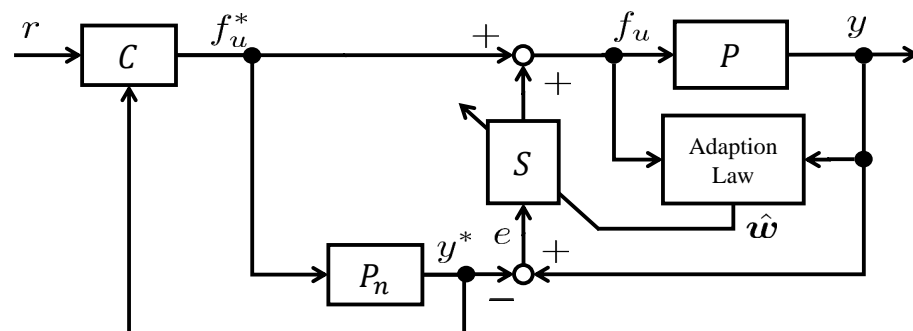 r
C
f_u^*
+
+
f_u
P
y
S
Adaption
Law
ŵ
e
y^*
P_n
−
+